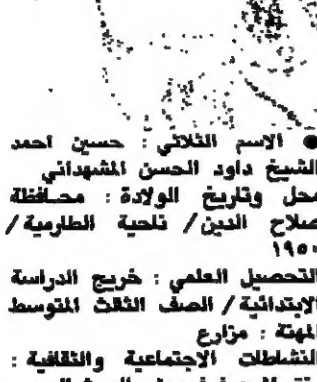 ● الاسم الثلاثي : حسين احمد
الشيخ داود الحسن المشهداني
محل وتاريخ الولادة : محافظة
صلاح الدين / ناحية الطارمية /
١٩٥٠
التحصيل العلمي : خريج الدراسة
الابتدائية / الصف الثالث المتوسط
المهنة : مزارع
النشاطات الاجتماعية والثقافية :